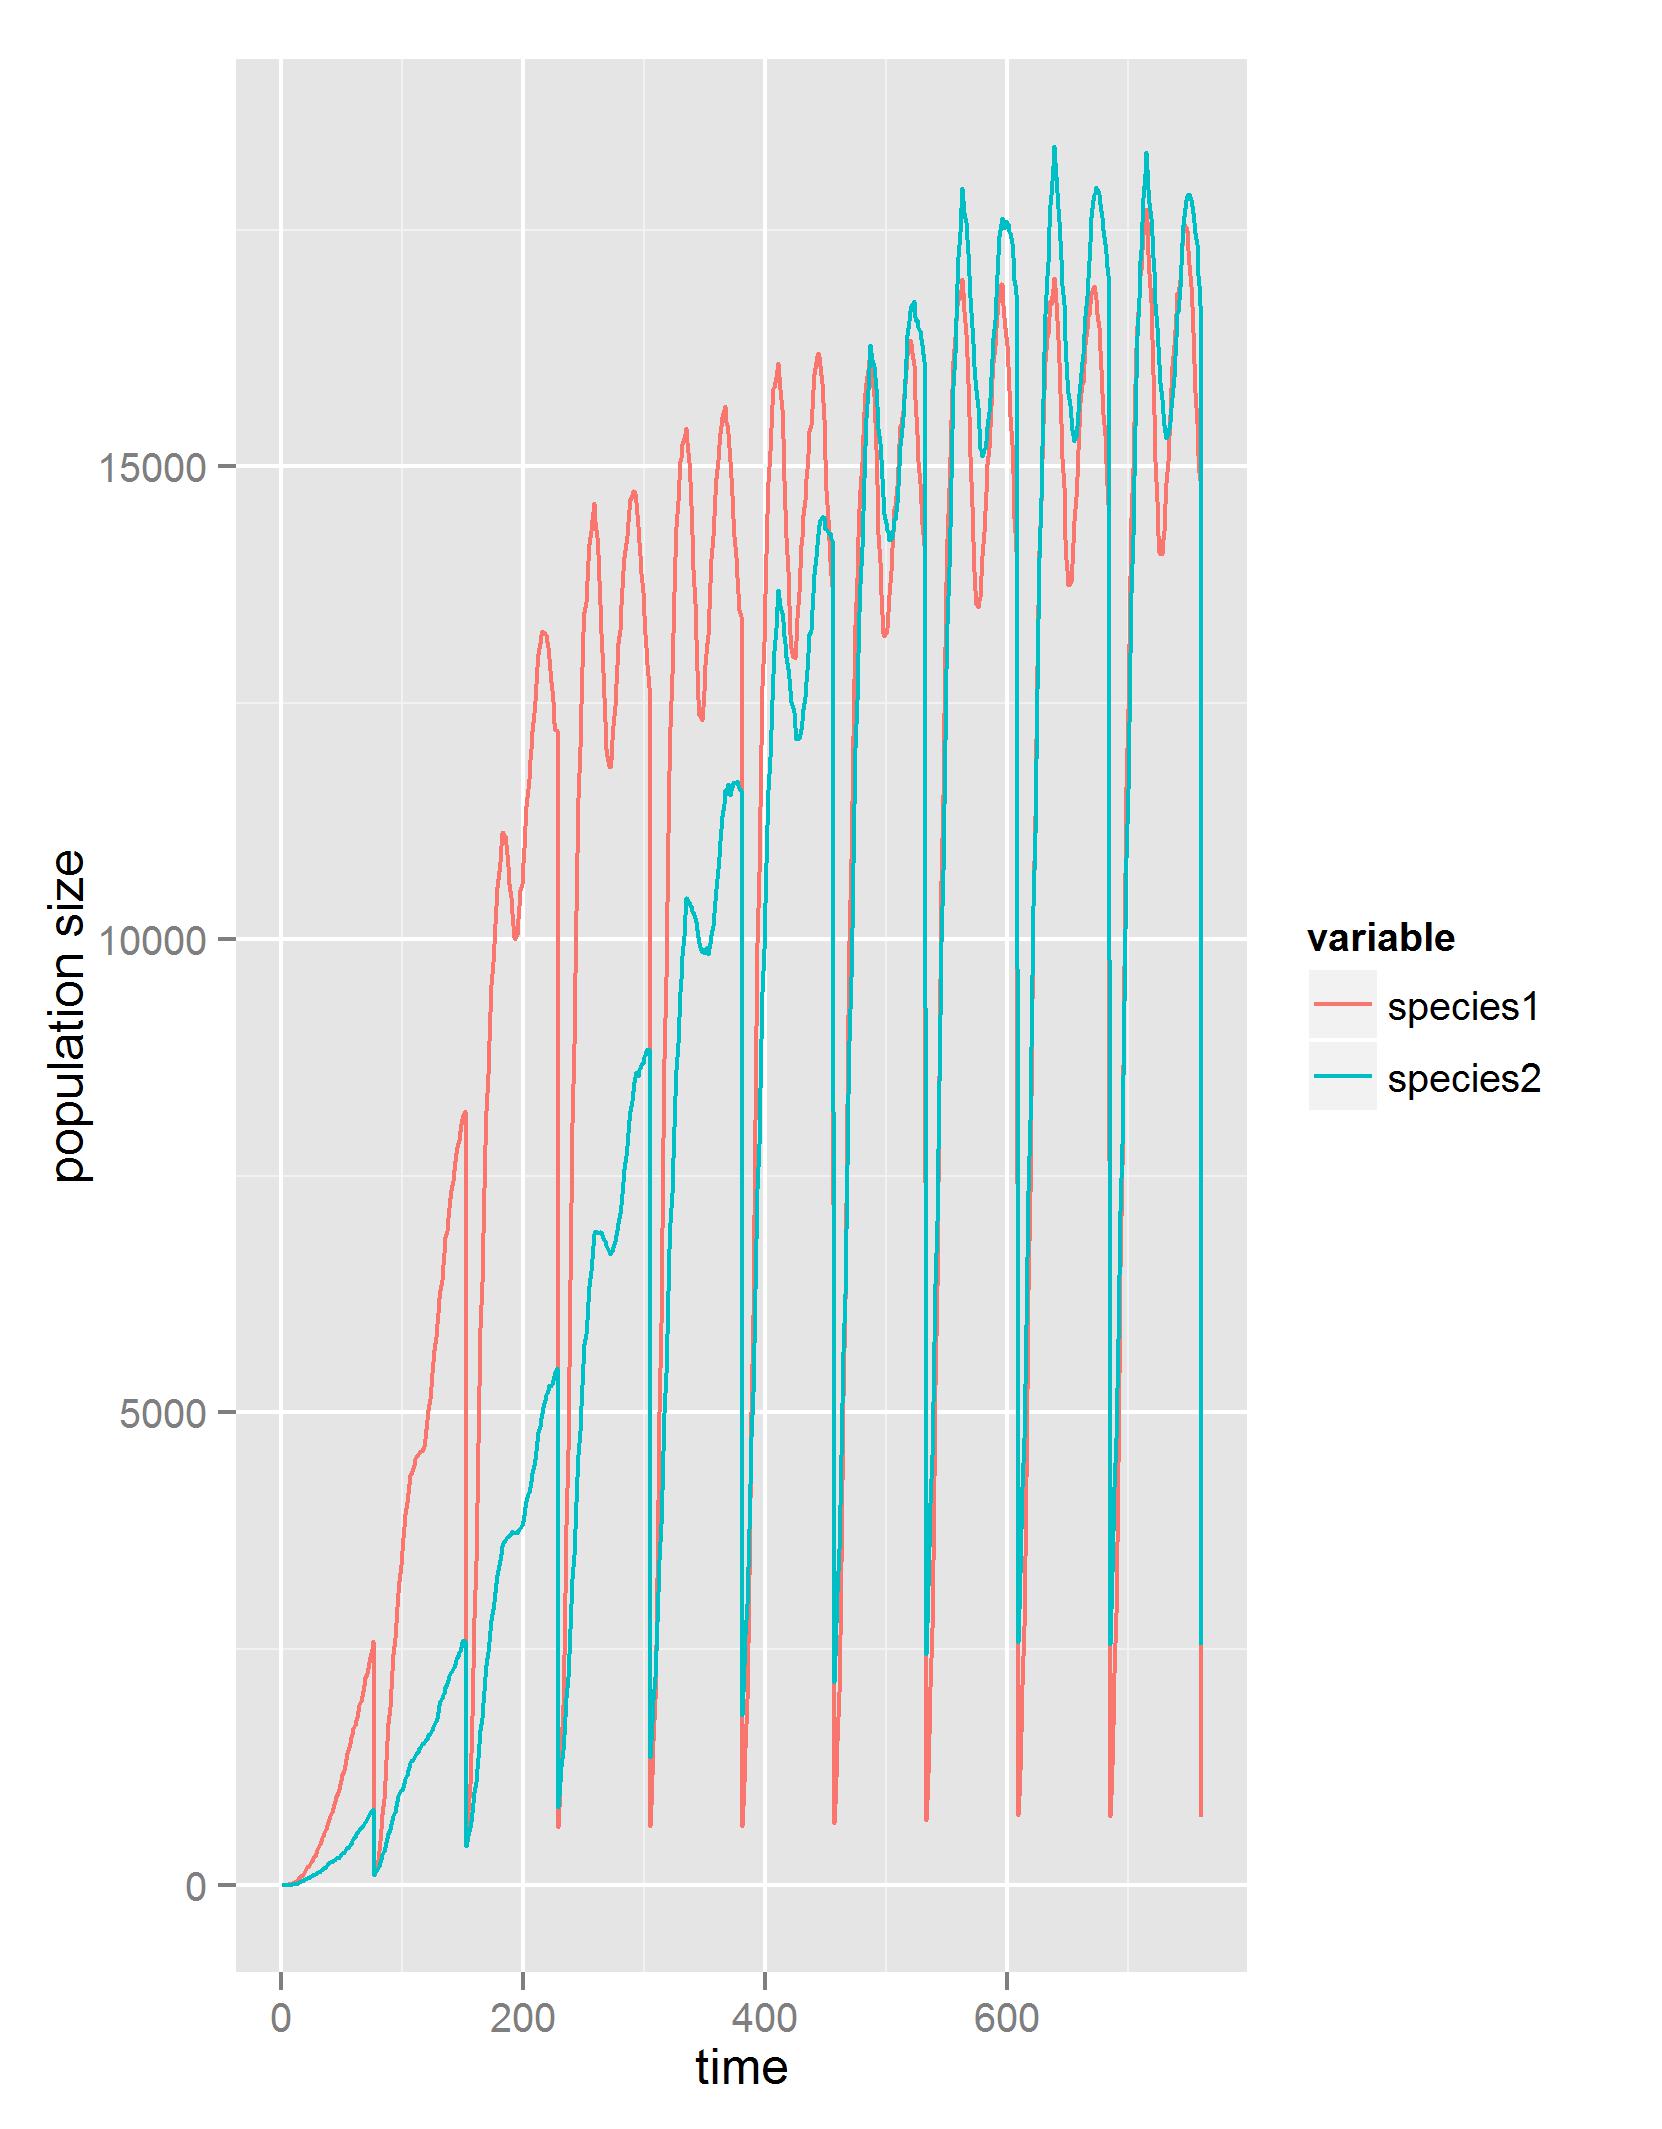 population size
15000
10000
5000
0
0 200 400 600
time
variable
species1
species2